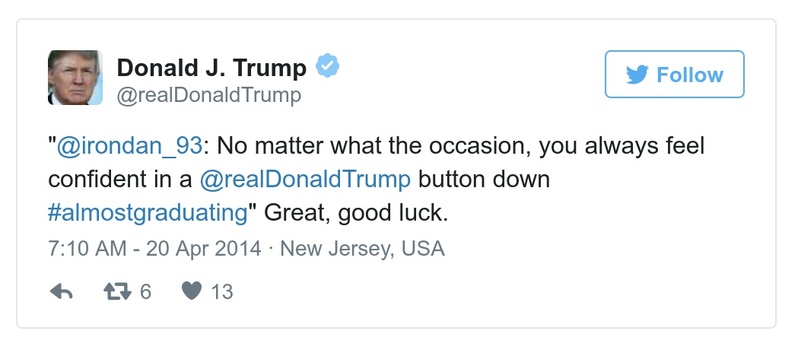 Donald J. Trump
@realDonaldTrump
Follow
"@irondan_93: No matter what the occasion, you always feel
confident in a @realDonaldTrump button down
#almostgraduating" Great, good luck.
7:10 AM - 20 Apr 2014 · New Jersey, USA
6 13